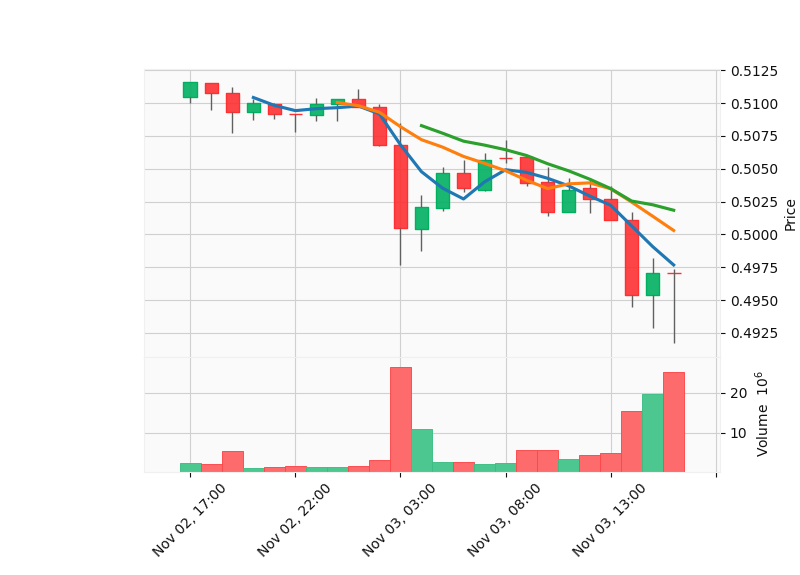 0.5125
0.5100
0.5075
0.5050
0.5025
0.5000
0.4975
0.4950
0.4925
Price
20
10
Volume 10⁶
Nov 02, 17:00
Nov 02, 22:00
Nov 03, 03:00
Nov 03, 08:00
Nov 03, 13:00